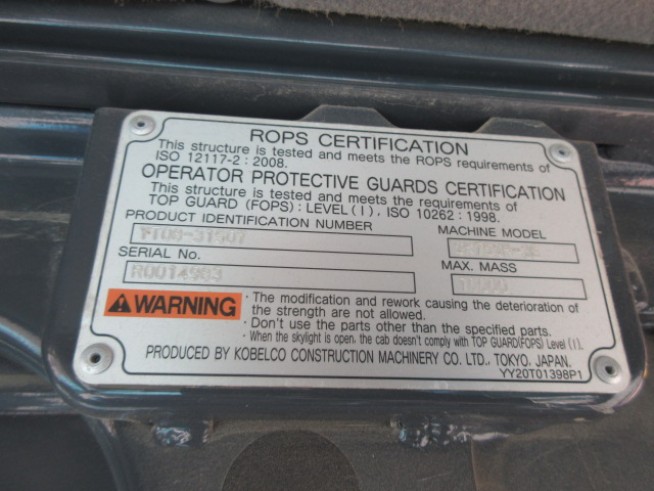 ROPS CERTIFICATION
This structure is tested and meets the ROPS requirements of
ISO 12117-2 : 2008.
OPERATOR PROTECTIVE GUARDS CERTIFICATION
This structure is tested and meets the requirements of
TOP GUARD (FOPS) : LEVEL (I), ISO 10262 : 1998.
PRODUCT IDENTIFICATION NUMBER
MACHINE MODEL
SERIAL No.
MAX. MASS
WARNING
· The modification and rework causing the deterioration of
the strength are not allowed.
· Don't use the parts other than the specified parts.
· When the skylight is open, the cab doesn't comply with TOP GUARD(FOPS) Level (I).
PRODUCED BY KOBELCO CONSTRUCTION MACHINERY CO. LTD., TOKYO, JAPAN.
YY20T01398P1